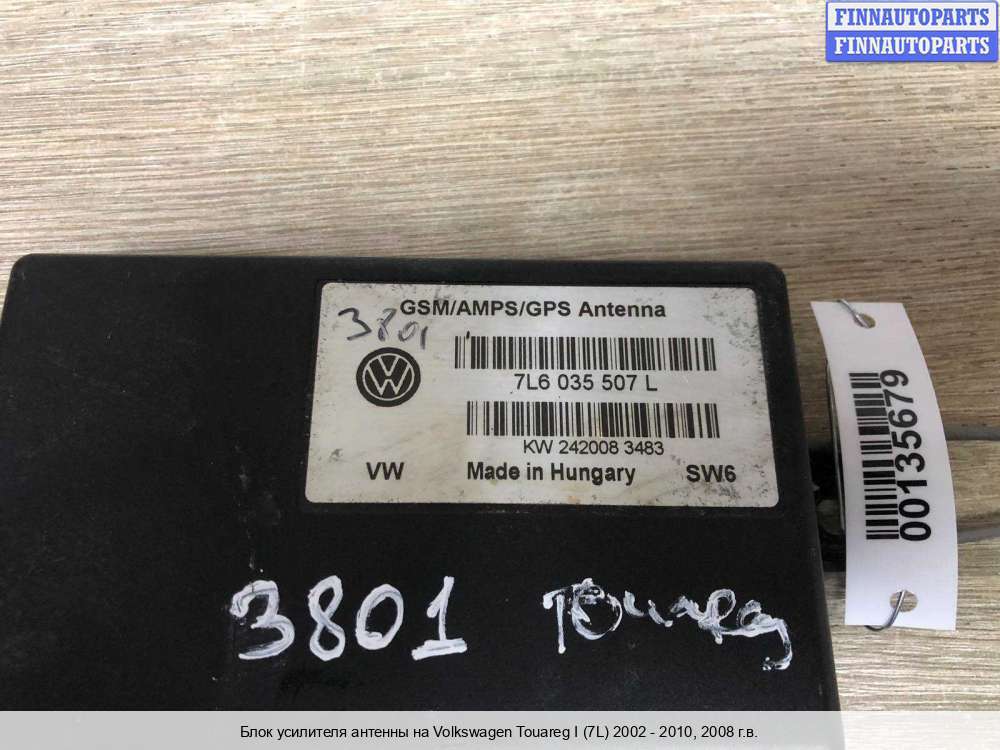 FINNAUTOPARTS
FINNAUTOPARTS
GSM/AMPS/GPS Antenna
3801
7L6 035 507 L
KW 242008 3483
VW Made in Hungary SW6
00135679
3801 Touareg
Блок усилителя антенны на Volkswagen Touareg I (7L) 2002 - 2010, 2008 г.в.